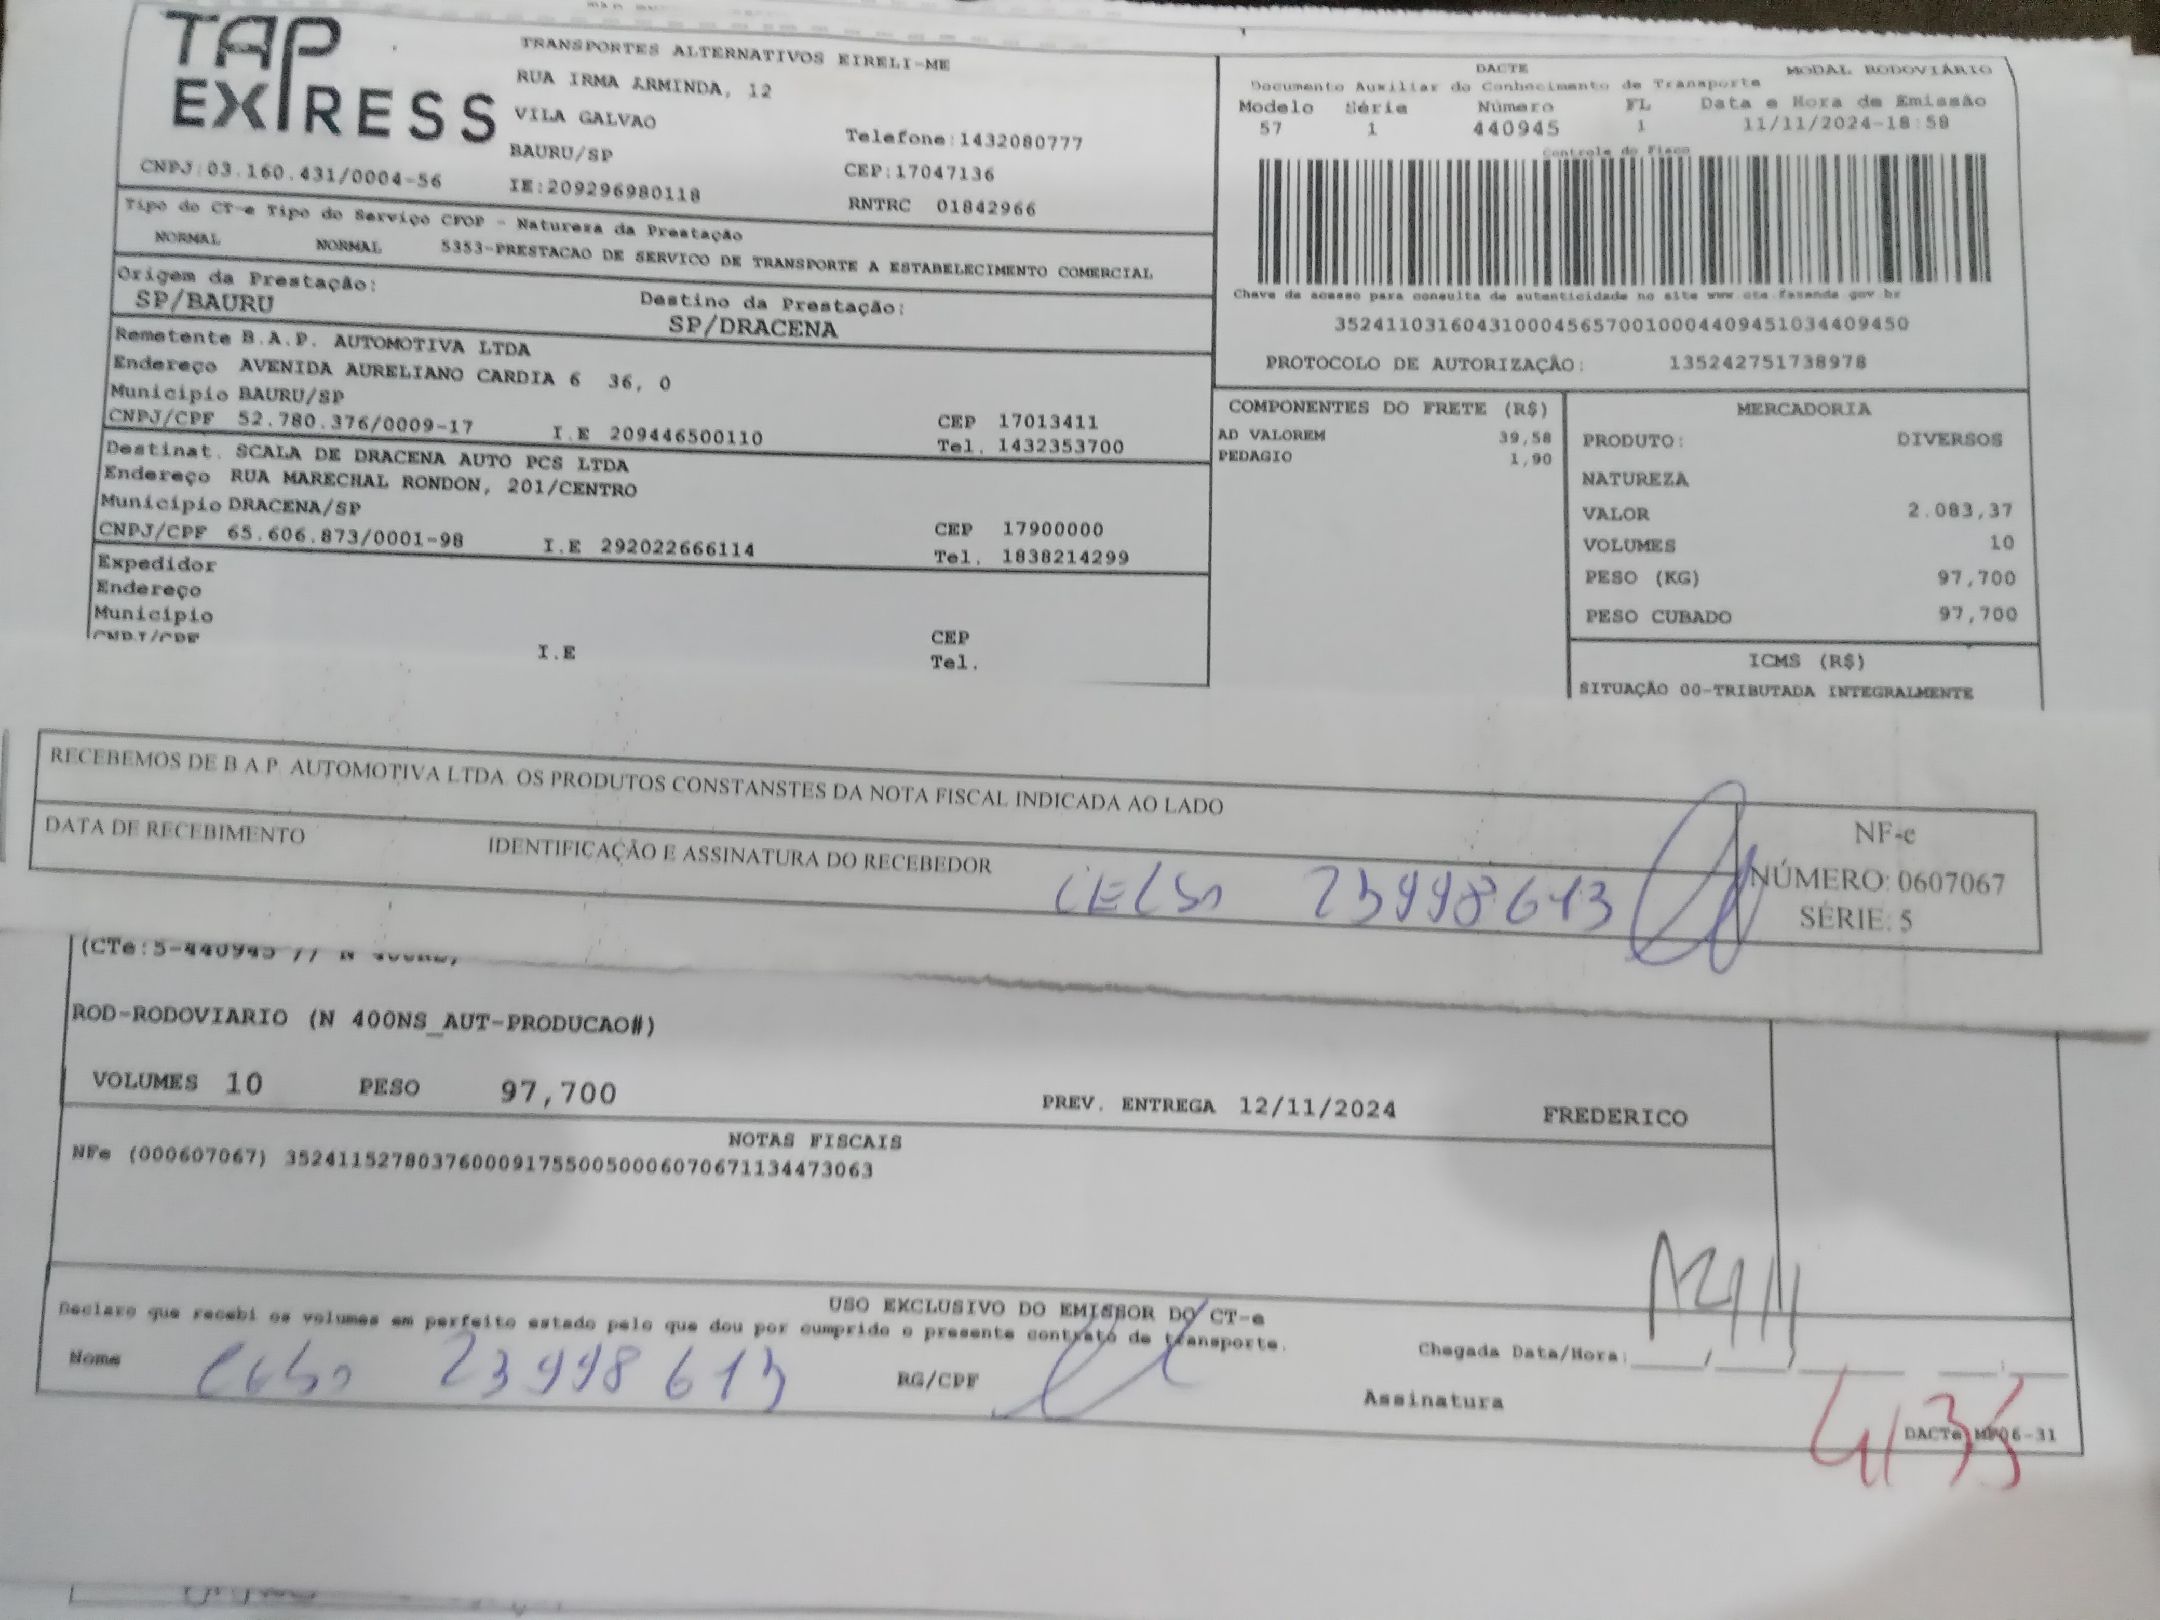 TAP EXPRESS
TRANSPORTES ALTERNATIVOS EIRELI-ME
RUA IRMA ARMINDA, 12
VILA GALVAO
BAURU/SP
Telefone:1432080777
CEP:17047136
CNPJ:03.160.431/0004-56
IE:209296980118
RNTRC 01842966
DACTE MODAL RODOVIÁRIO
Documento Auxiliar do Conhecimento de Transporte
Modelo Série Número FL Data e Hora de Emissão
57 1 440945 1 11/11/2024-18:58
Controle do Fisco
Chave de acesso para consulta de autenticidade no site www.cte.fazenda.gov.br
35241103160431000456570010004409451034409450
PROTOCOLO DE AUTORIZAÇÃO: 135242751738978
Tipo do CT-e Tipo do Serviço CFOP - Natureza da Prestação
NORMAL NORMAL 5353-PRESTACAO DE SERVICO DE TRANSPORTE A ESTABELECIMENTO COMERCIAL
Origem da Prestação: Destino da Prestação:
SP/BAURU SP/DRACENA
Remetente B.A.P. AUTOMOTIVA LTDA
Endereço AVENIDA AURELIANO CARDIA 6 36, 0
Município BAURU/SP CEP 17013411
CNPJ/CPF 52.780.376/0009-17 I.E 209446500110 Tel. 1432353700
Destinat. SCALA DE DRACENA AUTO PCS LTDA
Endereço RUA MARECHAL RONDON, 201/CENTRO
Município DRACENA/SP CEP 17900000
CNPJ/CPF 65.606.873/0001-98 I.E 292022666114 Tel. 1838214299
Expedidor
Endereço
Município CEP
CNPJ/CPF I.E Tel.
COMPONENTES DO FRETE (R$)
AD VALOREM 39,58
PEDAGIO 1,90
MERCADORIA
PRODUTO: DIVERSOS
NATUREZA
VALOR 2.083,37
VOLUMES 10
PESO (KG) 97,700
PESO CUBADO 97,700
ICMS (R$)
SITUAÇÃO 00-TRIBUTADA INTEGRALMENTE
RECEBEMOS DE B A P. AUTOMOTIVA LTDA. OS PRODUTOS CONSTANSTES DA NOTA FISCAL INDICADA AO LADO
DATA DE RECEBIMENTO IDENTIFICAÇÃO E ASSINATURA DO RECEBEDOR
CELSO 23998613
NF-e
NÚMERO: 0607067
SÉRIE: 5
(CTe:5-440945 //
ROD-RODOVIARIO (N 400NS_AUT-PRODUCAO#)
VOLUMES 10 PESO 97,700 PREV. ENTREGA 12/11/2024 FREDERICO
NOTAS FISCAIS
NFe (000607067) 35241152780376000917550050006070671134473063
USO EXCLUSIVO DO EMISSOR DO CT-e
Declaro que recebi os volumes em perfeito estado pelo que dou por cumprido o presente contrato de transporte.
Nome Celso 23998613 RG/CPF
Chegada Data/Hora: ____/____/______ ___:___
Assinatura
DACTe MP06-31